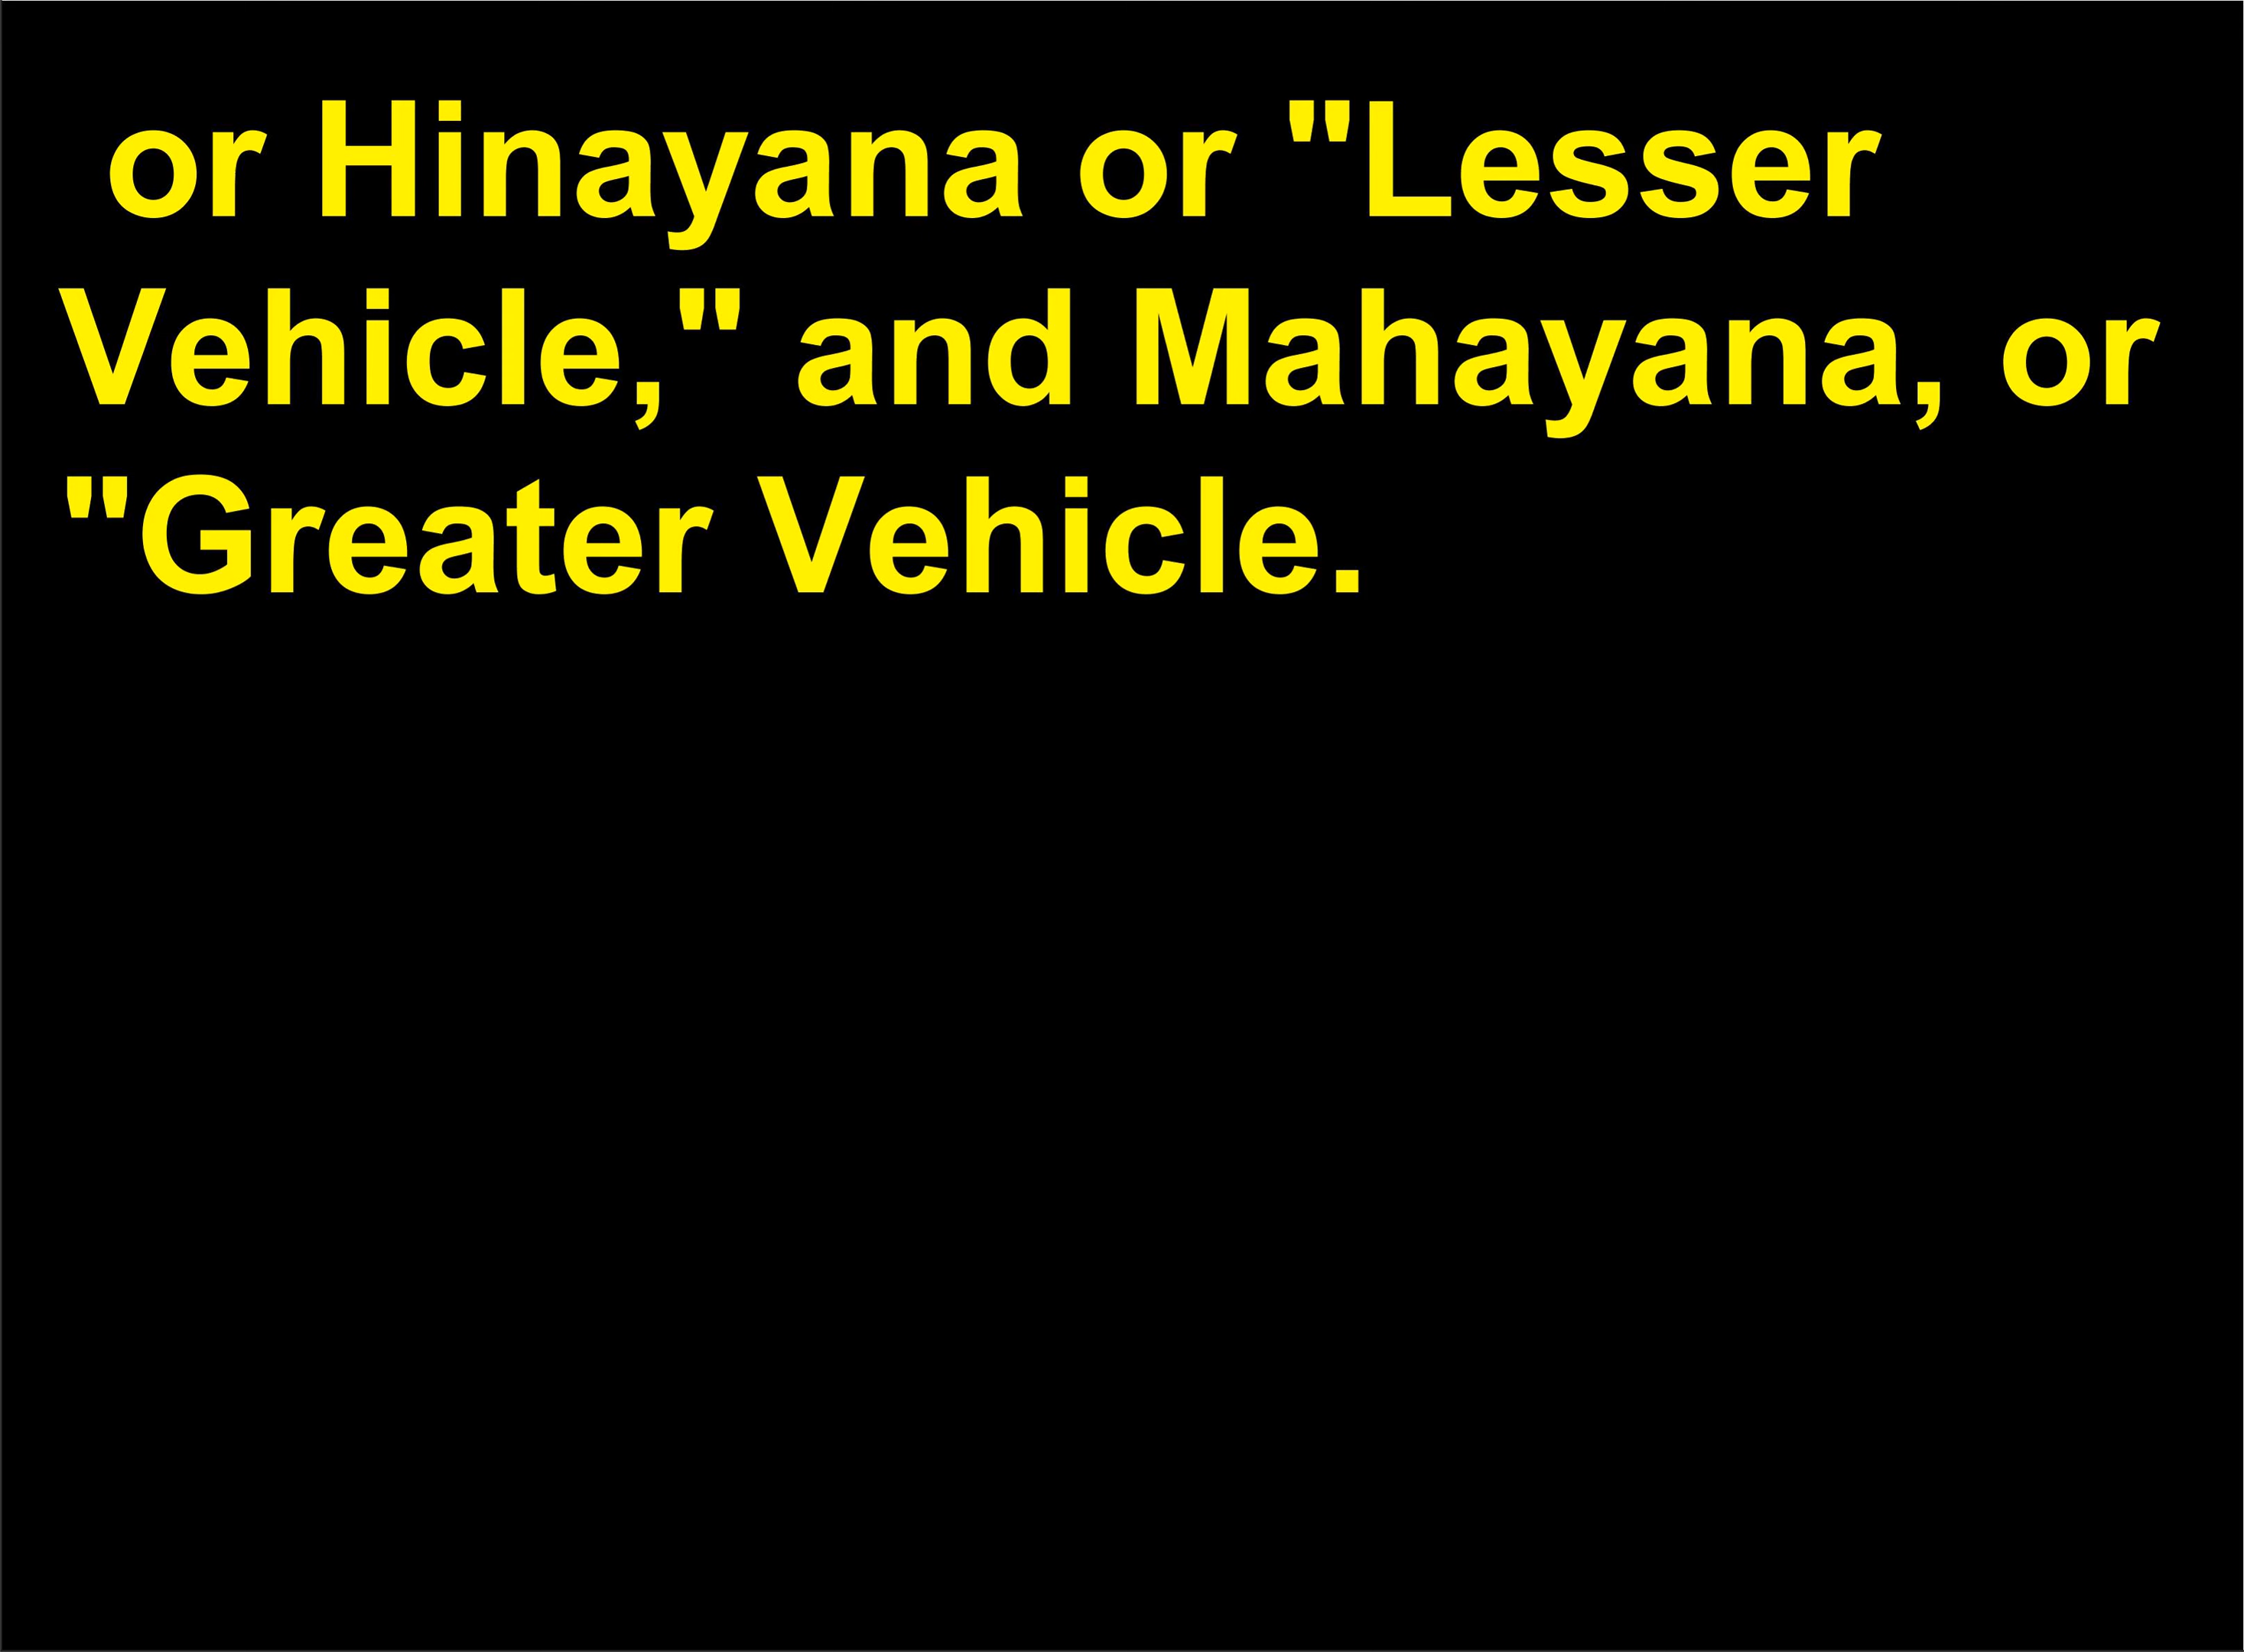 or Hinayana or "Lesser
Vehicle," and Mahayana, or
"Greater Vehicle.